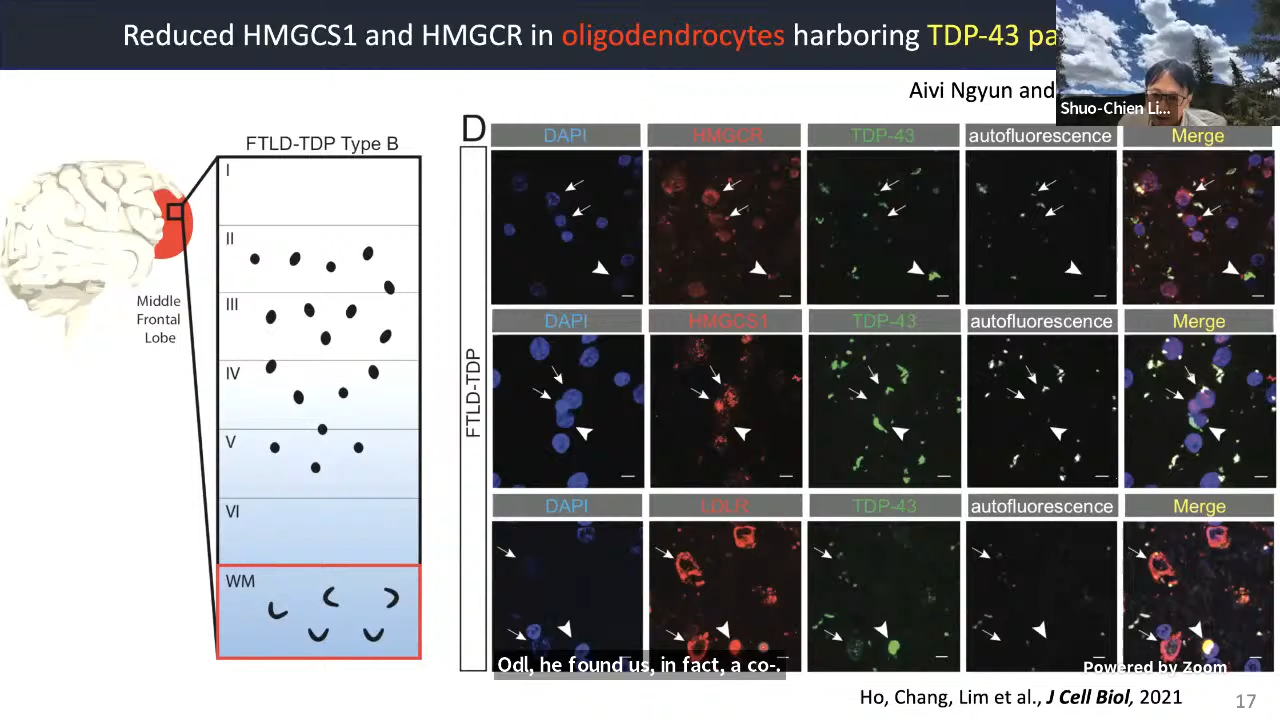 Reduced HMGCS1 and HMGCR in oligodendrocytes harboring TDP-43 pa
Aivi Ngyun and
Shuo-Chien Li...
FTLD-TDP Type B
I
II
III
IV
V
VI
WM
Middle
Frontal
Lobe
D
FTLD-TDP
DAPI HMGCR TDP-43 autofluorescence Merge
DAPI HMGCS1 TDP-43 autofluorescence Merge
DAPI LDLR TDP-43 autofluorescence Merge
Odl, he found us, in fact, a co-.
Powered by Zoom
Ho, Chang, Lim et al., J Cell Biol, 2021
17